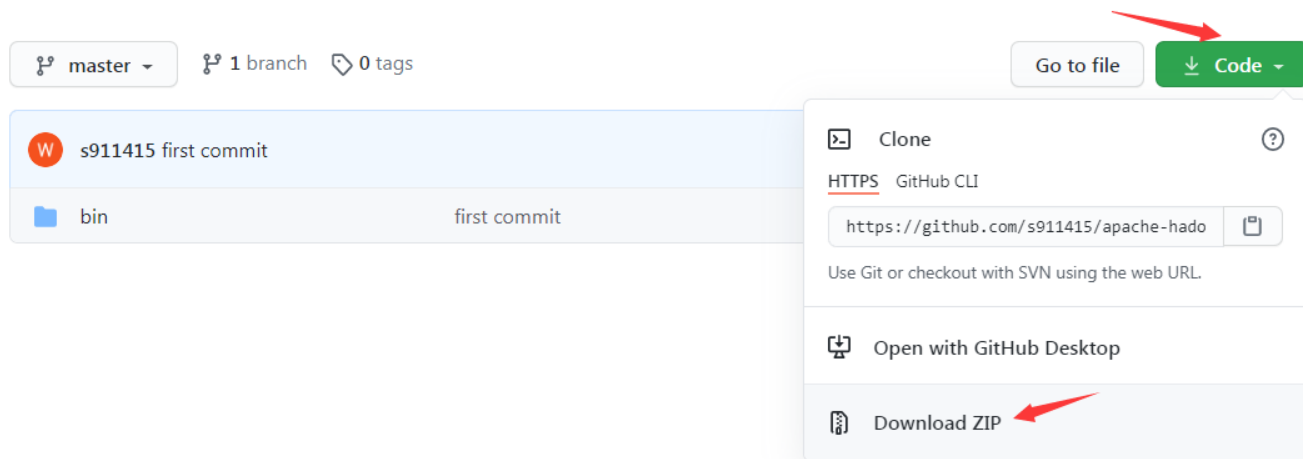 master
1 branch
0 tags
Go to file
Code
W
s911415 first commit
bin
first commit
Clone
HTTPS
GitHub CLI
https://github.com/s911415/apache-hado
Use Git or checkout with SVN using the web URL.
Open with GitHub Desktop
Download ZIP